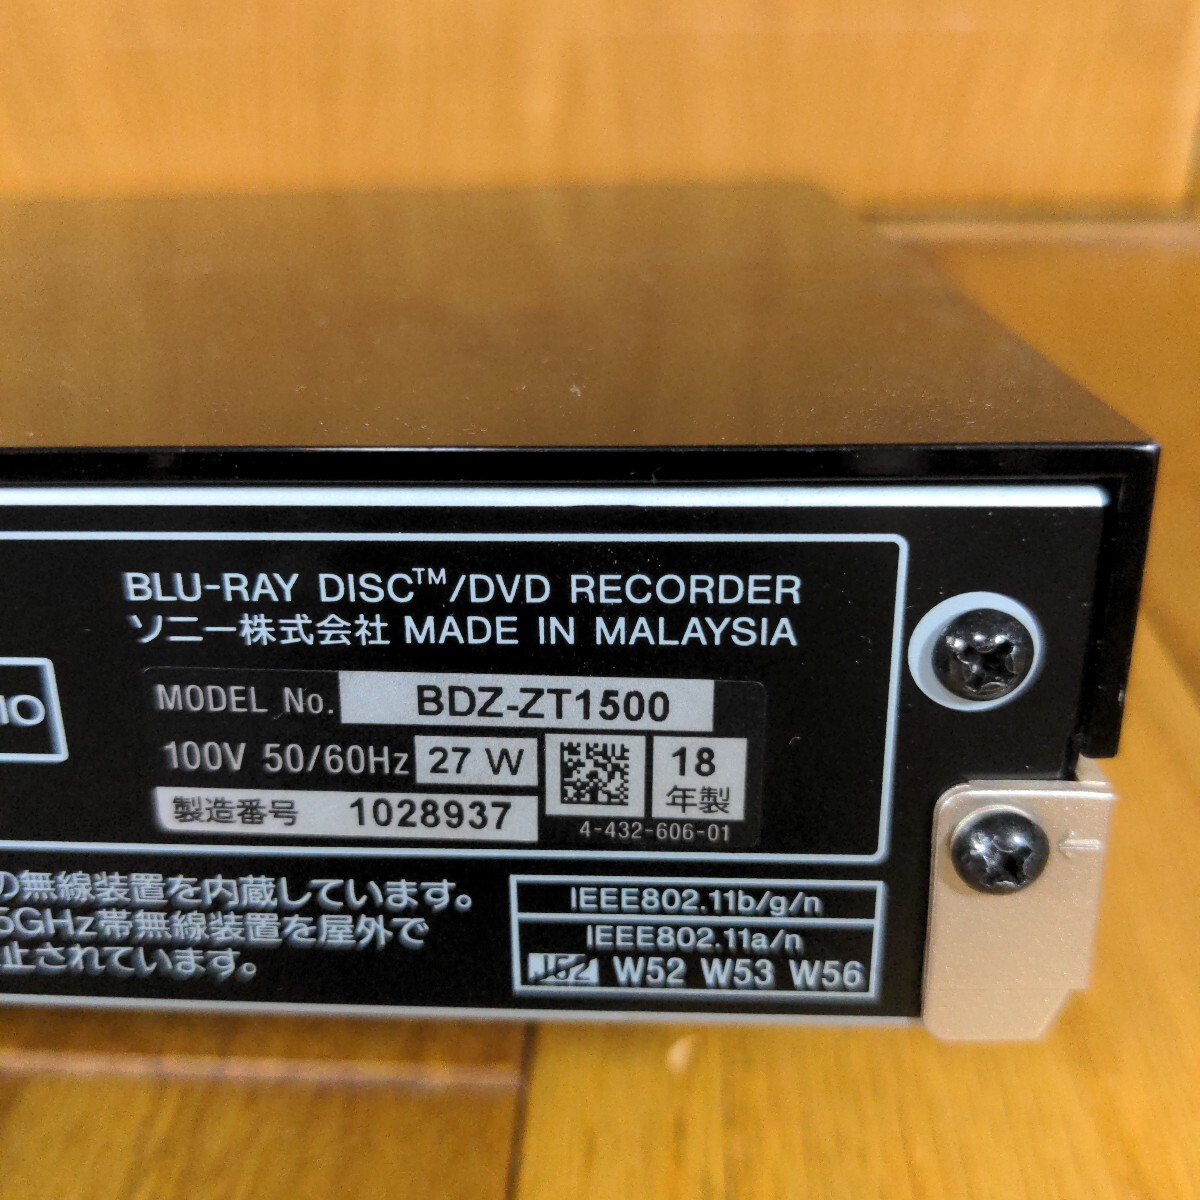 BLU-RAY DISC™/DVD RECORDER
ソニー株式会社 MADE IN MALAYSIA
MODEL No. BDZ-ZT1500
100V 50/60Hz 27 W 18年製
製造番号 1028937
4-432-606-01
の無線装置を内蔵しています。
5GHz帯無線装置を屋外で
止されています。
IEEE802.11b/g/n
IEEE802.11a/n
J52 W52 W53 W56